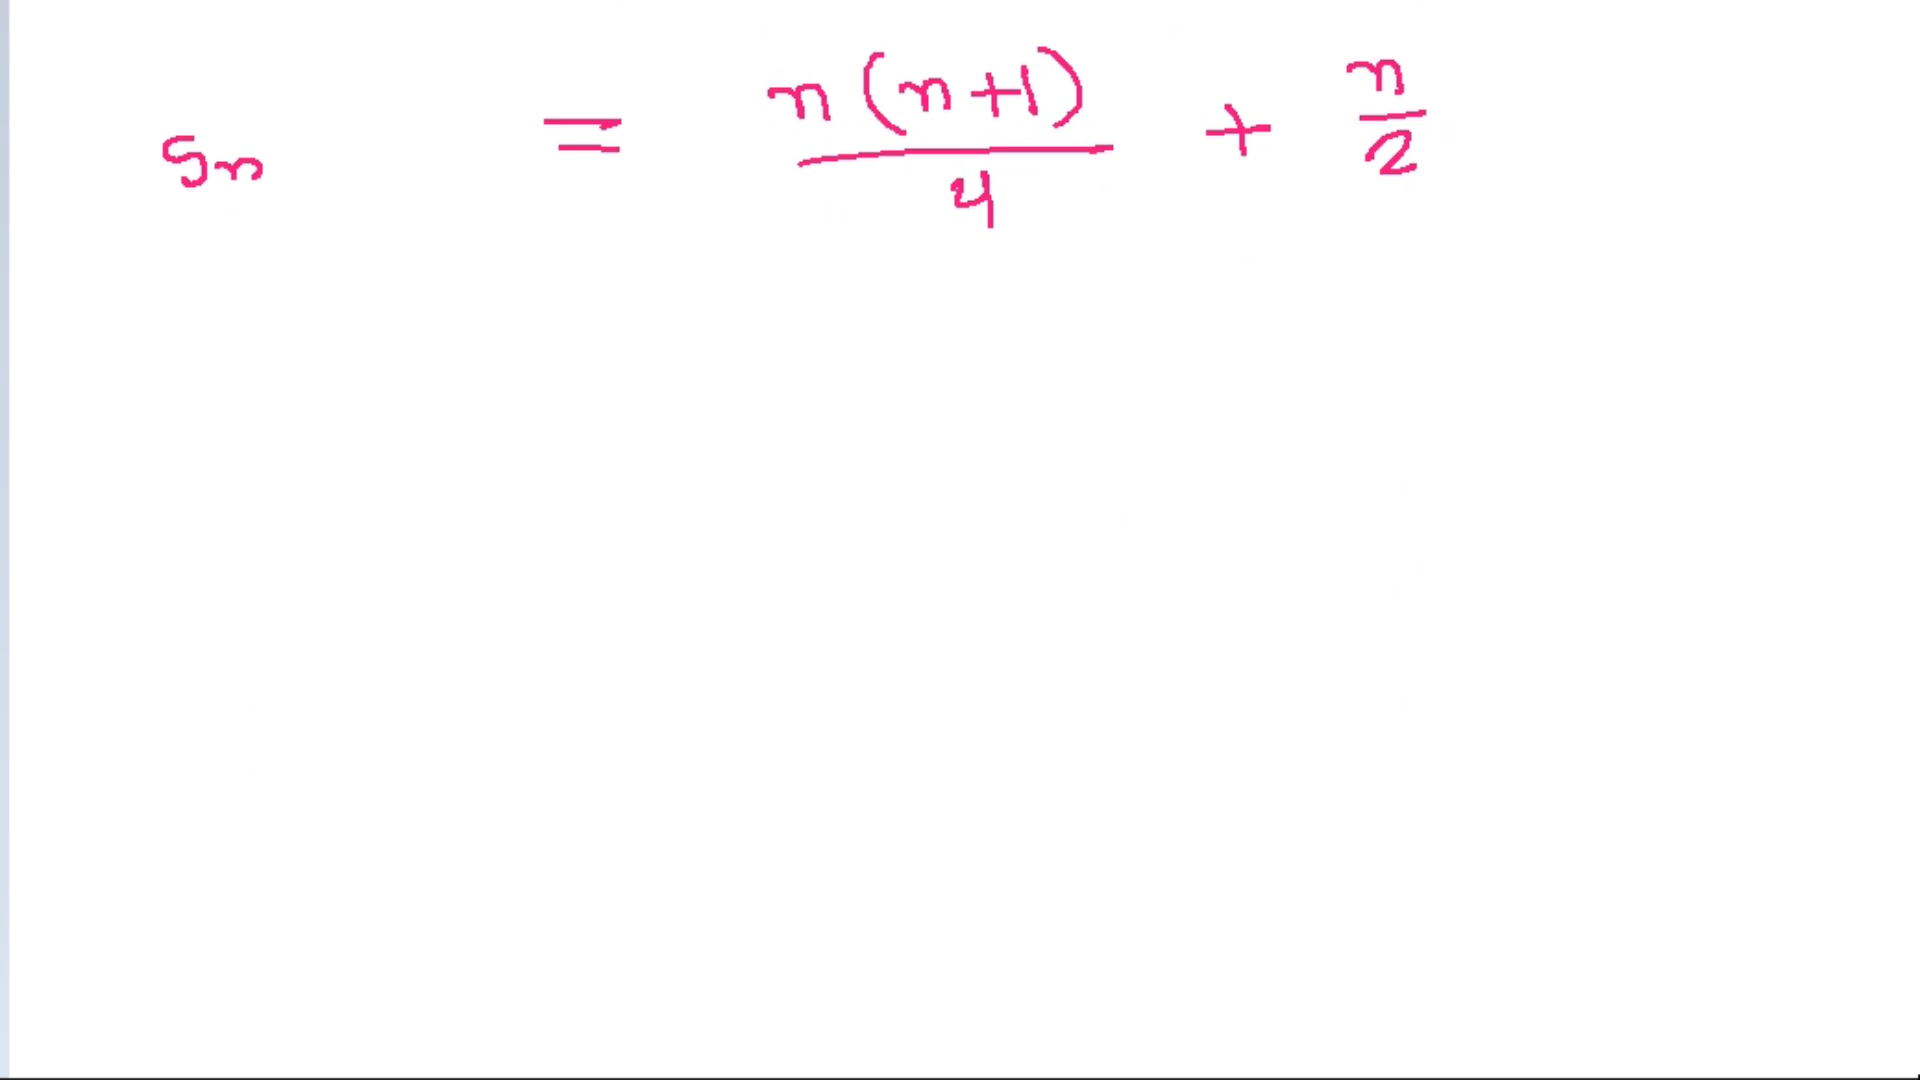 Sn = n(n+1)/4 + n/2